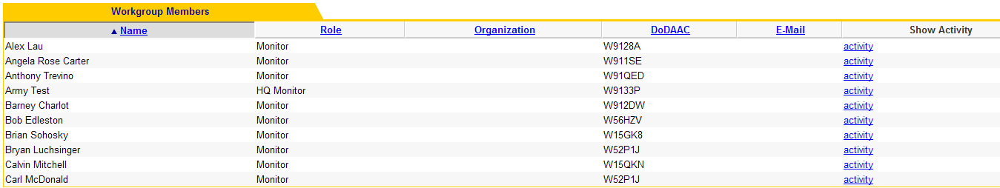 Workgroup Members
▲ Name Role Organization DoDAAC E-Mail Show Activity
Alex Lau Monitor W9128A activity
Angela Rose Carter Monitor W911SE activity
Anthony Trevino Monitor W91QED activity
Army Test HQ Monitor W9133P activity
Barney Charlot Monitor W912DW activity
Bob Edleston Monitor W56HZV activity
Brian Sohosky Monitor W15GK8 activity
Bryan Luchsinger Monitor W52P1J activity
Calvin Mitchell Monitor W15QKN activity
Carl McDonald Monitor W52P1J activity